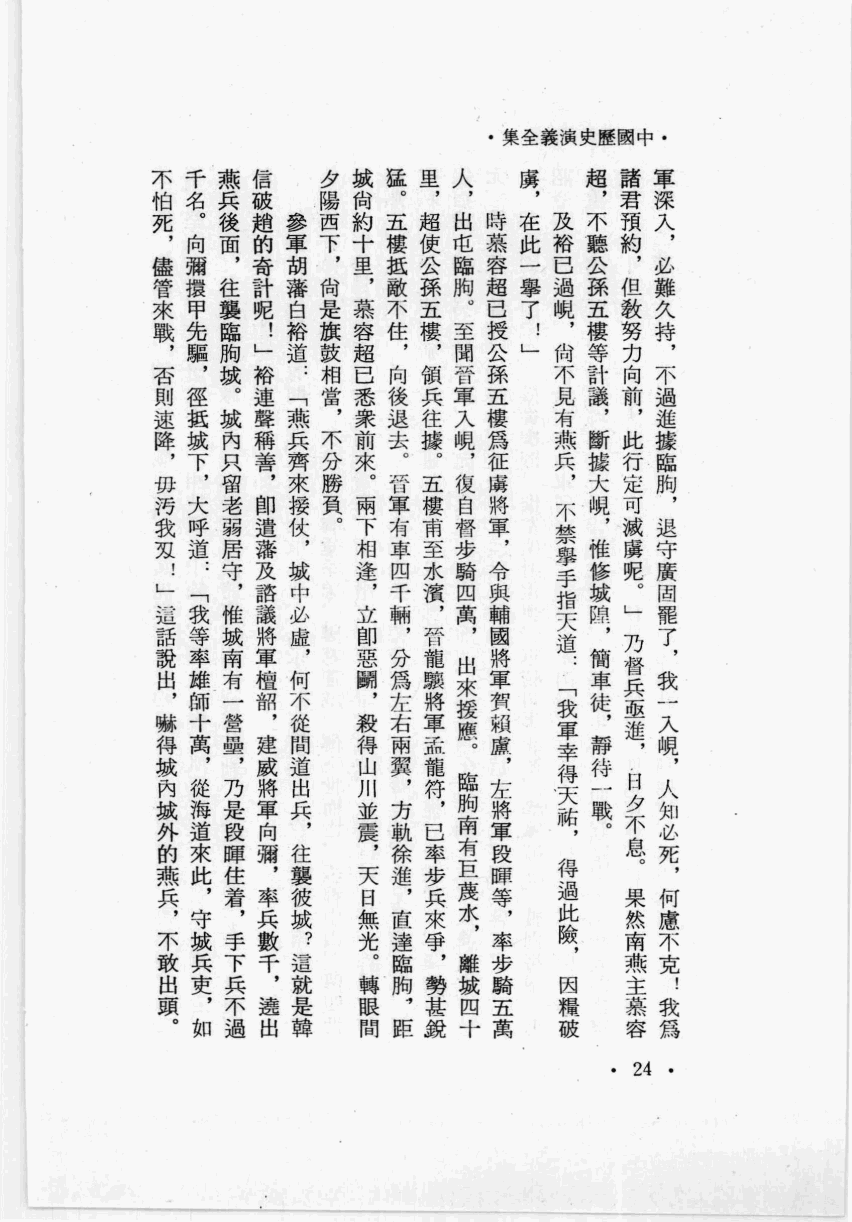 ·中國歷史演義全集·
軍深入，必難久持，不過進據臨朐，退守廣固罷了，我一入峴，人知必死，何慮不克！我爲
諸君預約，但教努力向前，此行定可滅虜呢。」乃督兵亟進，日夕不息。果然南燕主慕容
超，不聽公孫五樓等計議，斷據大峴，惟修城隍，簡車徒，靜待一戰。
及裕已過峴，尙不見有燕兵，不禁舉手指天道：「我軍幸得天祐，得過此險，因糧破
虜，在此一舉了！」
時慕容超已授公孫五樓爲征虜將軍，令與輔國將軍賀賴盧，左將軍段暉等，率步騎五萬
人，出屯臨朐。至聞晉軍入峴，復自督步騎四萬，出來援應。臨朐南有巨蔑水，離城四十
里，超使公孫五樓，領兵往據。五樓甫至水濱，晉龍驤將軍孟龍符，已率步兵來爭，勢甚銳
猛。五樓抵敵不住，向後退去。晉軍有車四千輛，分爲左右兩翼，方軌徐進，直達臨朐，距
城尙約十里，慕容超已悉衆前來。兩下相逢，立卽惡鬭，殺得山川並震，天日無光。轉眼間
夕陽西下，尙是旗鼓相當，不分勝負。
參軍胡藩白裕道：「燕兵齊來接仗，城中必虛，何不從間道出兵，往襲彼城？這就是韓
信破趙的奇計呢！」裕連聲稱善，卽遣藩及諮議將軍檀韶，建威將軍向彌，率兵數千，澆出
燕兵後面，往襲臨朐城。城內只留老弱居守，惟城南有一營壘，乃是段暉住着，手下兵不過
千名。向彌擐甲先驅，徑抵城下，大呼道：「我等率雄師十萬，從海道來此，守城兵吏，如
不怕死，儘管來戰，否則速降，毋汚我刄！」這話說出，嚇得城內城外的燕兵，不敢出頭。
·24·